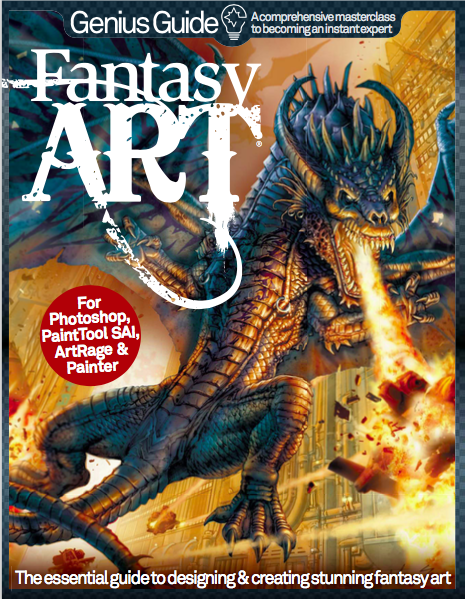 Genius Guide
A comprehensive masterclass
to becoming an instant expert
Fantasy
ART®
For
Photoshop,
PaintTool SAI,
ArtRage &
Painter
The essential guide to designing & creating stunning fantasy art